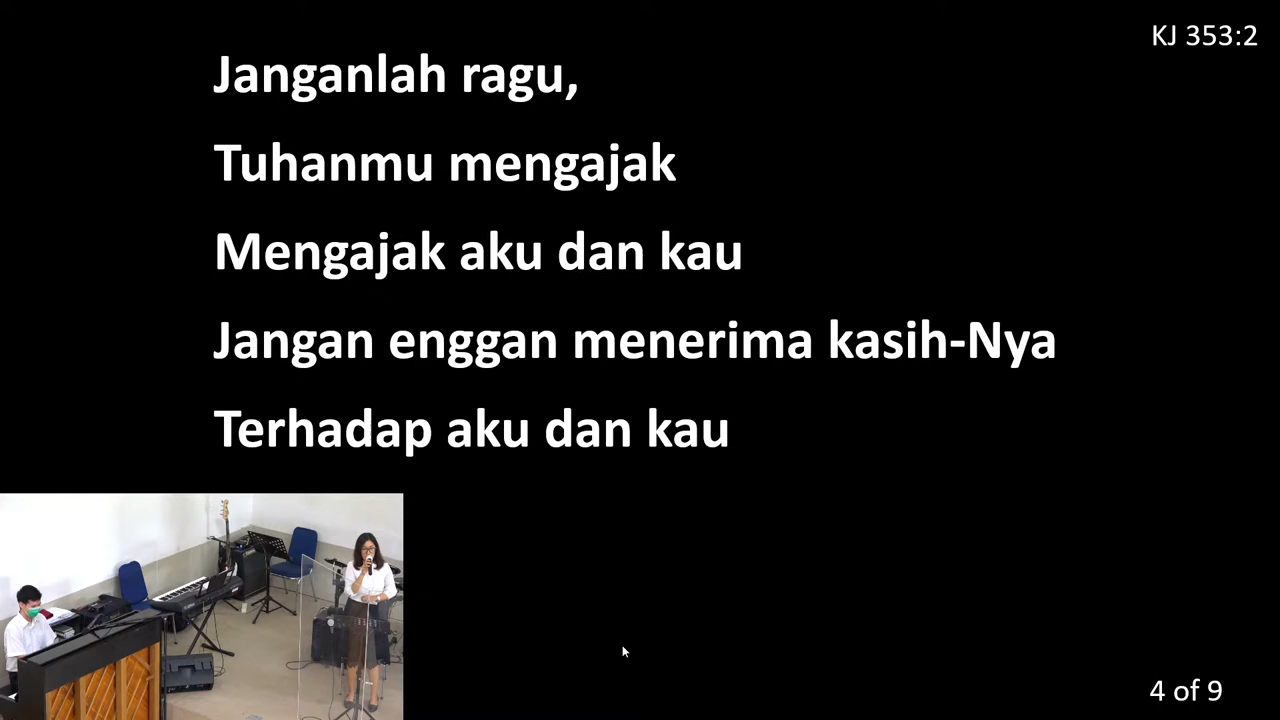 KJ 353:2
Janganlah ragu,
Tuhanmu mengajak
Mengajak aku dan kau
Jangan enggan menerima kasih-Nya
Terhadap aku dan kau
4 of 9